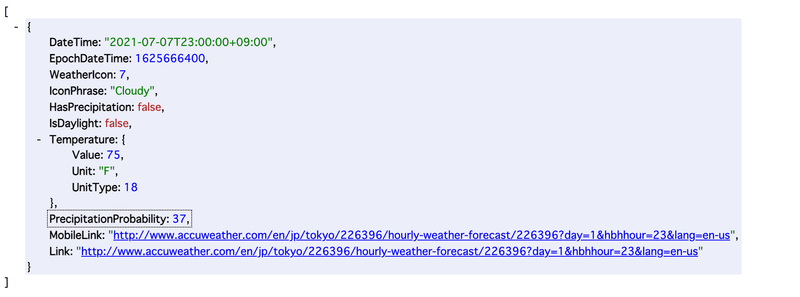 [
- {
DateTime: "2021-07-07T23:00:00+09:00",
EpochDateTime: 1625666400,
WeatherIcon: 7,
IconPhrase: "Cloudy",
HasPrecipitation: false,
IsDaylight: false,
- Temperature: {
Value: 75,
Unit: "F",
UnitType: 18
},
PrecipitationProbability: 37,
MobileLink: "http://www.accuweather.com/en/jp/tokyo/226396/hourly-weather-forecast/226396?day=1&hbhhour=23&lang=en-us",
Link: "http://www.accuweather.com/en/jp/tokyo/226396/hourly-weather-forecast/226396?day=1&hbhhour=23&lang=en-us"
}
]